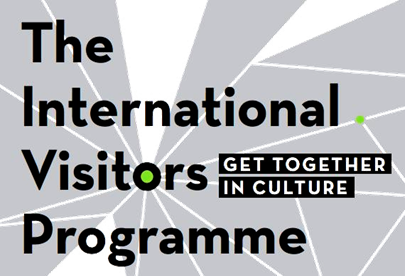 The
International
Visitors
GET TOGETHER
IN CULTURE
Programme